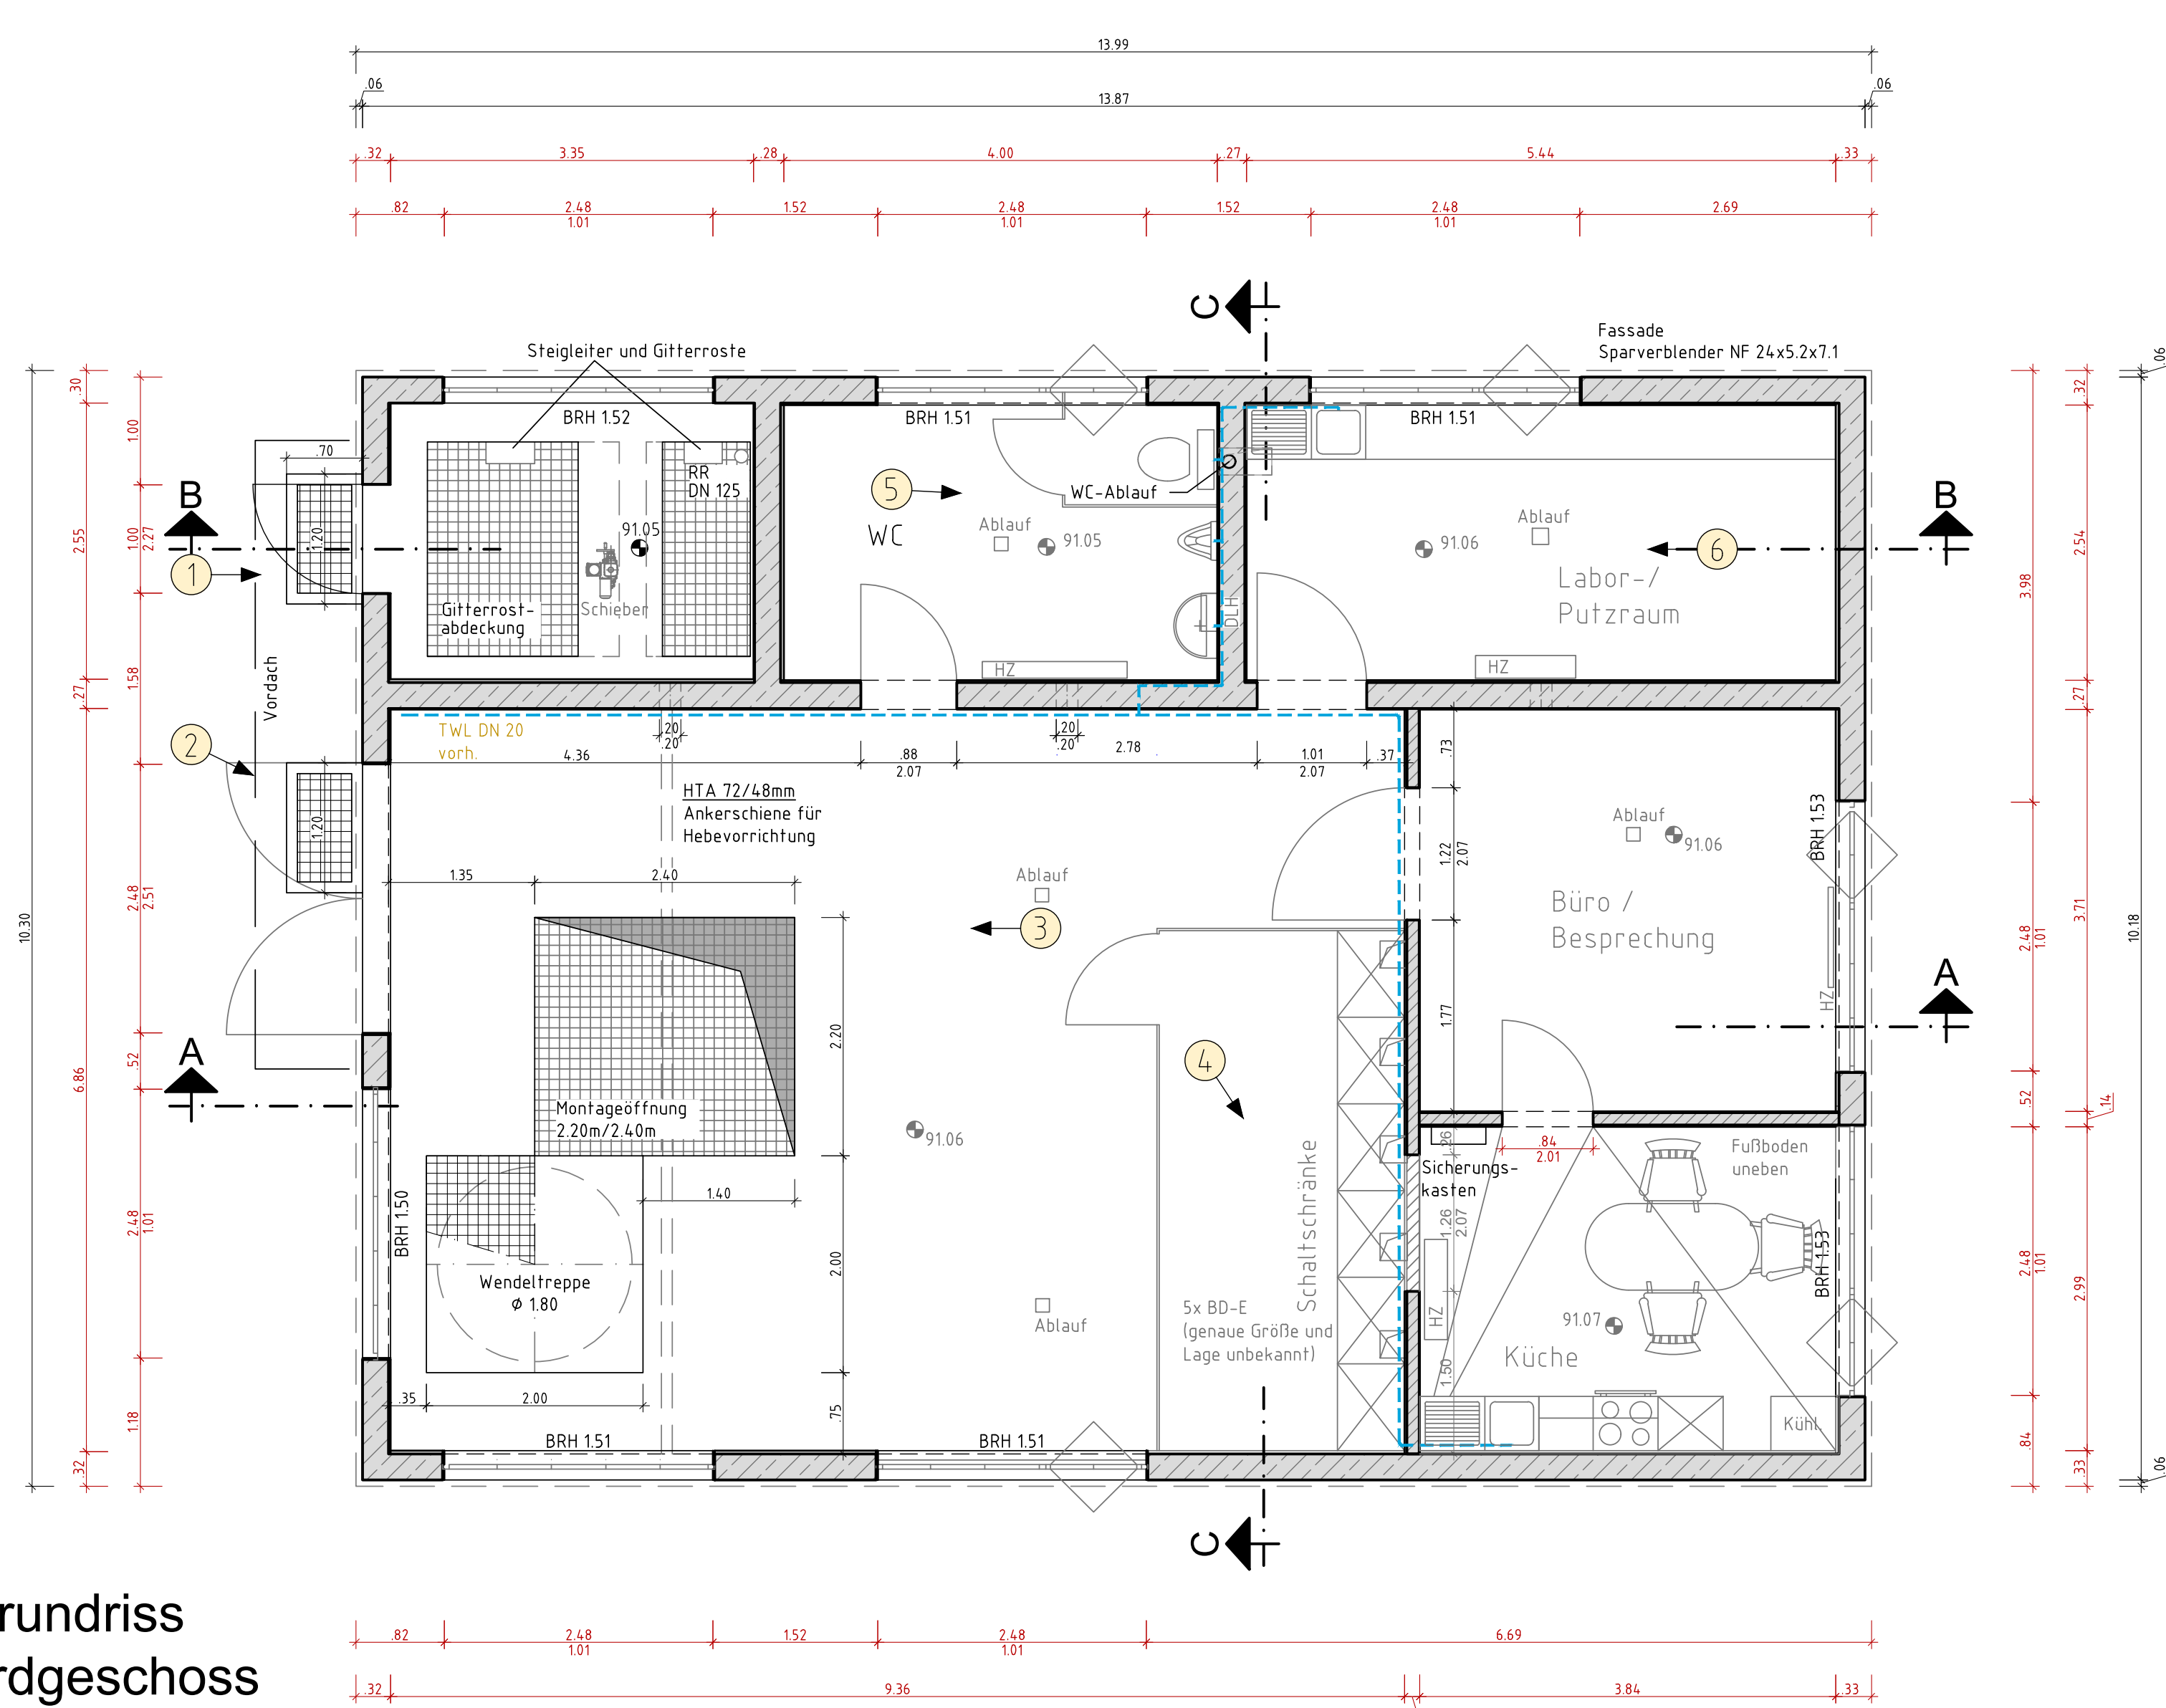 13.99
.06
.06
13.87
.32
3.35
.28
4.00
.27
5.44
.33
.82
2.48
1.01
1.52
2.48
1.01
1.52
2.48
1.01
2.69
C
Fassade
Sparverblender NF 24x5.2x7.1
Steigleiter und Gitterroste
.30
2.55
.27
6.86
.32
10.30
1.00
1.00
2.27
1.58
2.48
2.51
.52
2.48
1.01
1.18
.70
1.20
1.20
Vordach
B
1
2
A
BRH 1.52
RR
DN 125
91.05
Gitterrost-
abdeckung
Schieber
BRH 1.51
5
WC
WC-Ablauf
Ablauf
91.05
HZ
DLH
BRH 1.51
91.06
Ablauf
6
Labor-/
Putzraum
HZ
B
TWL DN 20
vorh.
4.36
.20
.20
.88
2.07
.20
.20
2.78
1.01
2.07
.37
.73
HTA 72/48mm
Ankerschiene für
Hebevorrichtung
1.35
2.40
2.20
Ablauf
3
1.22
2.07
1.77
Ablauf
91.06
BRH 1.53
Büro /
Besprechung
HZ
A
4
Montageöffnung
2.20m/2.40m
91.06
1.40
BRH 1.50
Wendeltreppe
Ø 1.80
2.00
.35
2.00
.75
Ablauf
Schaltschränke
5x BD-E
(genaue Größe und
Lage unbekannt)
.26
Sicherungs-
kasten
.84
2.01
1.26
2.07
HZ
1.50
Fußboden
uneben
BRH 1.53
91.07
Küche
Kühl.
BRH 1.51
BRH 1.51
3.98
2.48
1.01
.52
2.48
1.01
.84
.32
2.54
.27
3.71
.14
2.99
.33
.06
10.18
.06
C
rundriss
rdgeschoss
.82
2.48
1.01
1.52
2.48
1.01
6.69
.32
9.36
3.84
.33